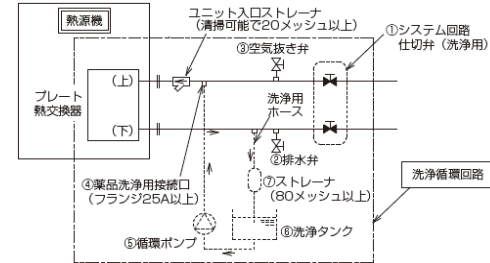 熱源機
ユニット入口ストレーナ
(清掃可能で20メッシュ以上)
③空気抜き弁
①システム回路
仕切弁(洗浄用)
プレート
熱交換器
(上)
(下)
洗浄用
ホース
②排水弁
④薬品洗浄用接続口
(フランジ25A以上)
⑦ストレーナ
(80メッシュ以上)
洗浄循環回路
⑤循環ポンプ
⑥洗浄タンク